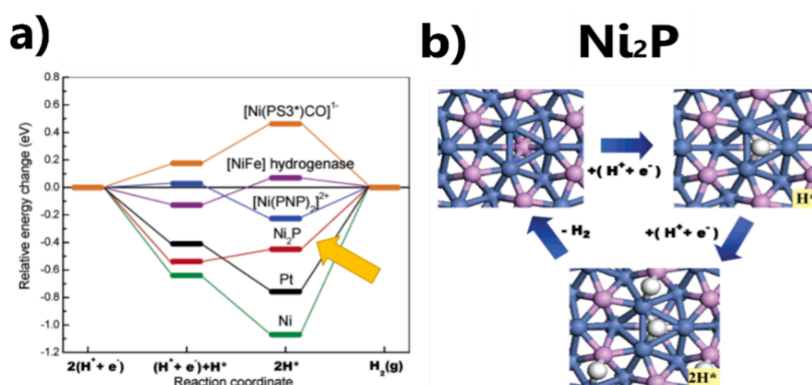 a)
0.8
0.6
0.4
0.2
0.0
-0.2
-0.4
-0.6
-0.8
-1.0
-1.2
Relative energy change (eV)
[Ni(PS3*)CO]¹⁻
[NiFe] hydrogenase
[Ni(PNP)₂]²⁺
Ni₂P
Pt
Ni
2(H⁺+ e⁻)
(H⁺+ e⁻)+H*
2H*
H₂(g)
Reaction coordinate
b)
Ni₂P
+( H⁺+ e⁻)
H*
- H₂
+( H⁺+ e⁻)
2H*